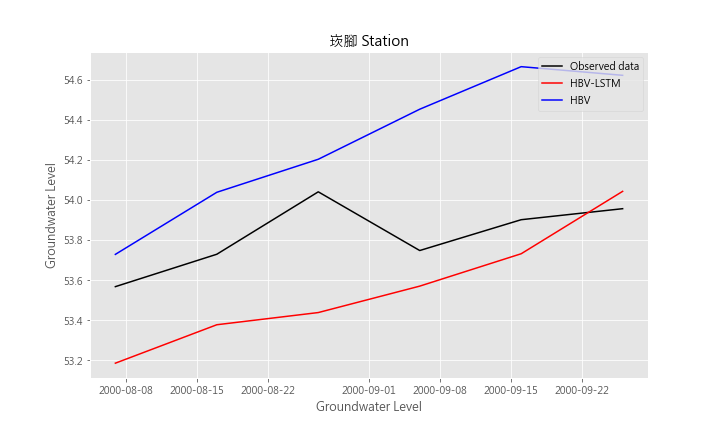 崁腳 Station
Observed data
HBV-LSTM
HBV
Groundwater Level
54.6
54.4
54.2
54.0
53.8
53.6
53.4
53.2
2000-08-08 2000-08-15 2000-08-22 2000-09-01 2000-09-08 2000-09-15 2000-09-22
Groundwater Level